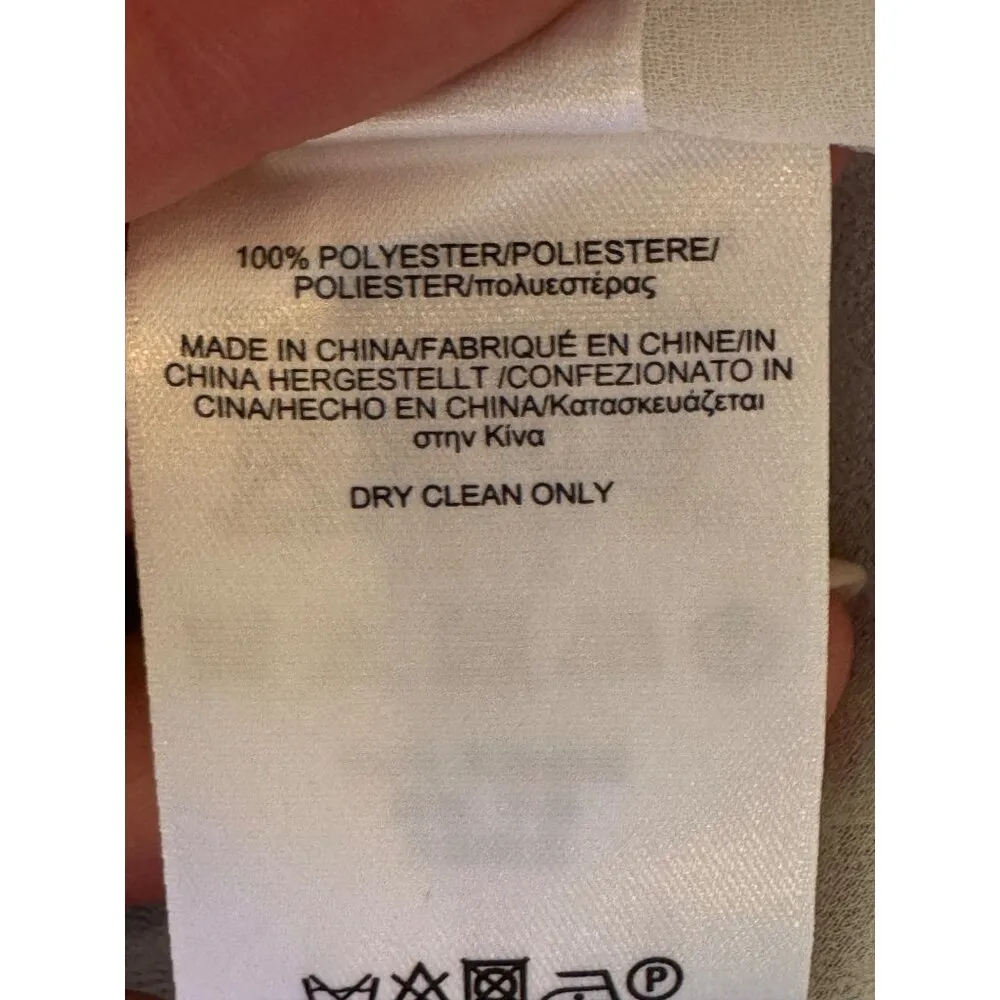 100% POLYESTER/POLIESTERE/
POLIESTER/πολυεστέρας
MADE IN CHINA/FABRIQUÉ EN CHINE/IN
CHINA HERGESTELLT /CONFEZIONATO IN
CINA/HECHO EN CHINA/Κατασκευάζεται
στην Κίνα
DRY CLEAN ONLY
P